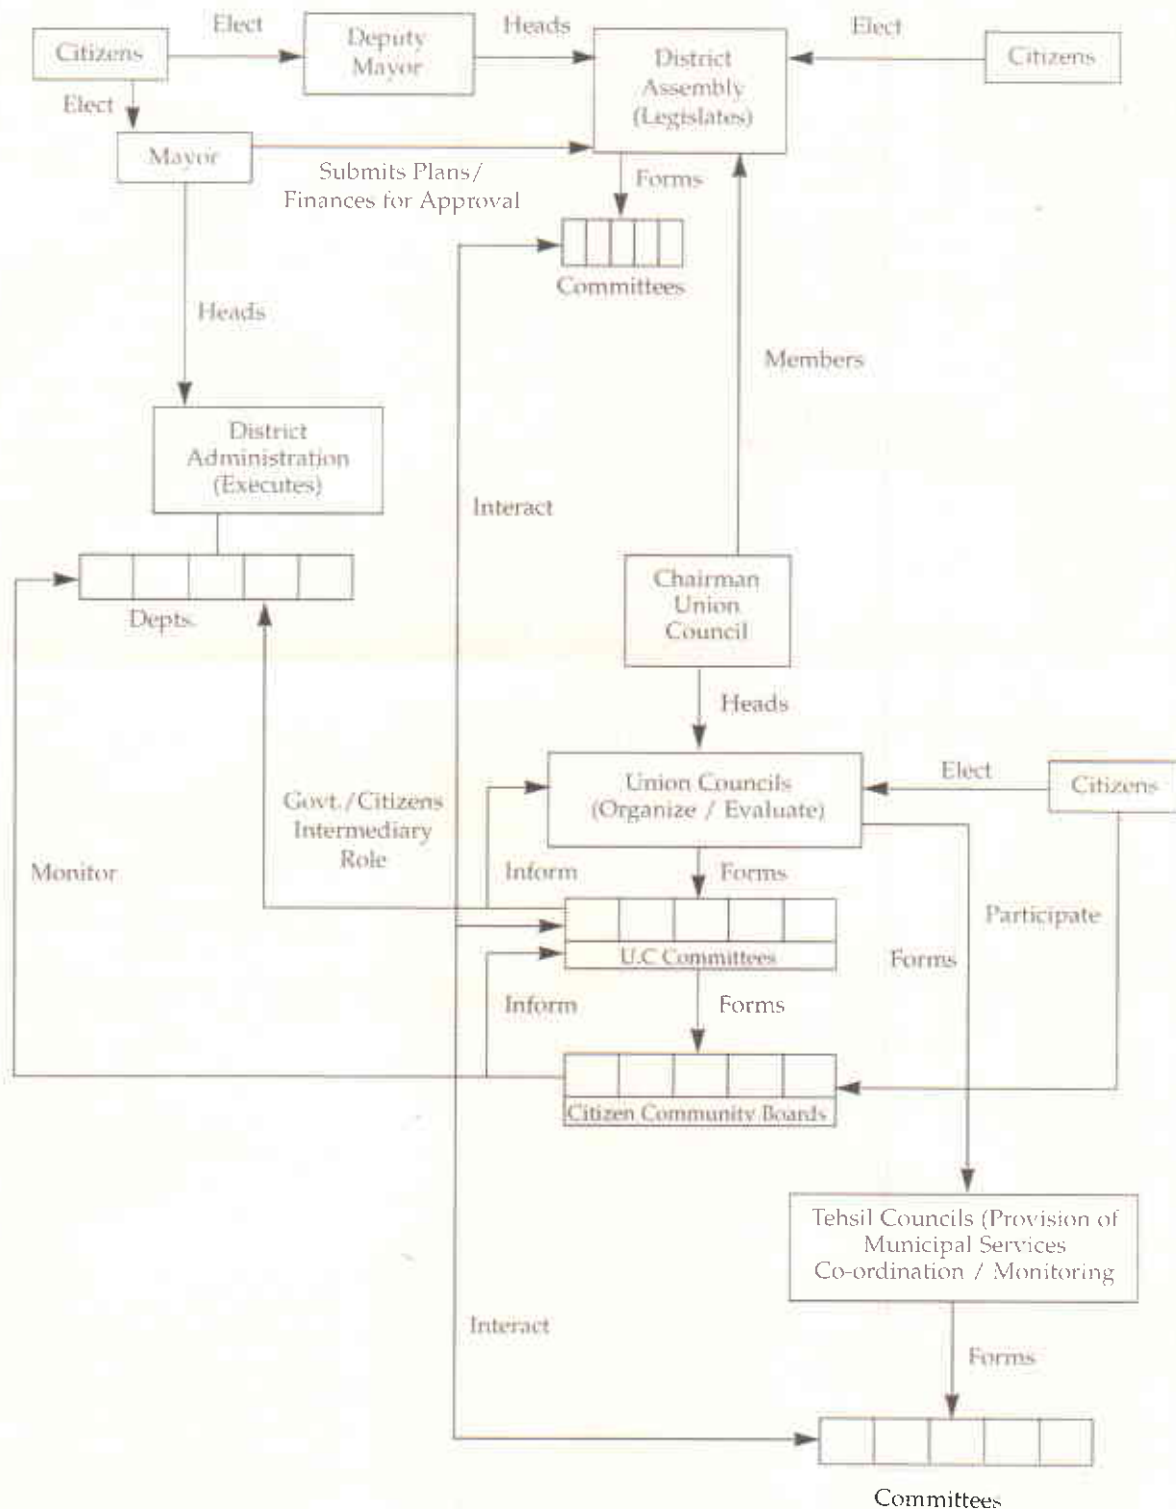 Elect
Heads
Elect
Citizens
Deputy
Mayor
District
Assembly
(Legislates)
Citizens
Elect
Mayor
Submits Plans/
Finances for Approval
Forms
Committees
Heads
Members
District
Administration
(Executes)
Interact
Depts.
Chairman
Union
Council
Heads
Union Councils
(Organize / Evaluate)
Elect
Citizens
Govt./Citizens
Intermediary
Role
Monitor
Inform
Forms
Participate
U.C Committees
Forms
Inform
Forms
Citizen Community Boards
Tehsil Councils (Provision of
Municipal Services
Co-ordination / Monitoring
Interact
Forms
Committees